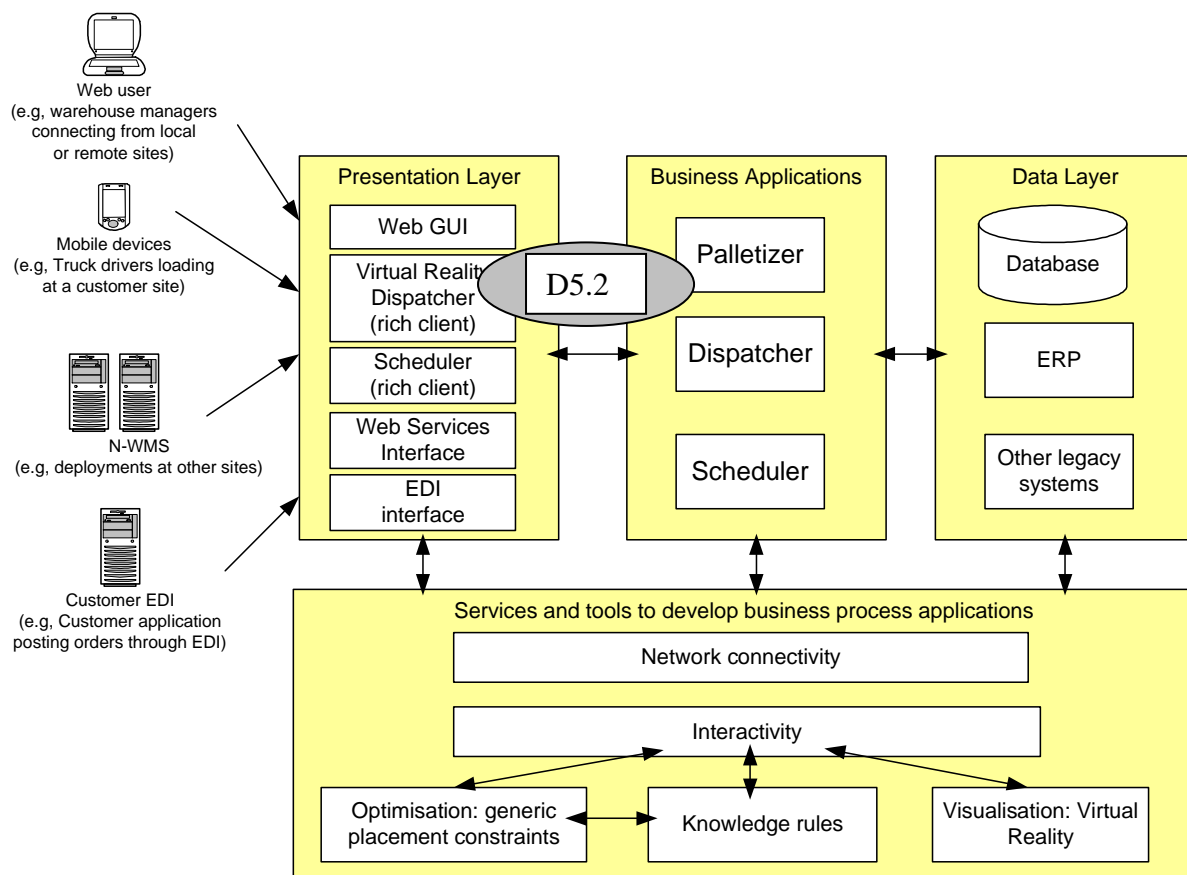 Web user
(e.g, warehouse managers
connecting from local
or remote sites)
Mobile devices
(e.g, Truck drivers loading
at a customer site)
N-WMS
(e.g, deployments at other sites)
Customer EDI
(e.g, Customer application
posting orders through EDI)
Presentation Layer
Web GUI
Virtual Reality
Dispatcher
(rich client)
Scheduler
(rich client)
Web Services
Interface
EDI
interface
D5.2
Business Applications
Palletizer
Dispatcher
Scheduler
Data Layer
Database
ERP
Other legacy
systems
Services and tools to develop business process applications
Network connectivity
Interactivity
Optimisation: generic
placement constraints
Knowledge rules
Visualisation: Virtual
Reality